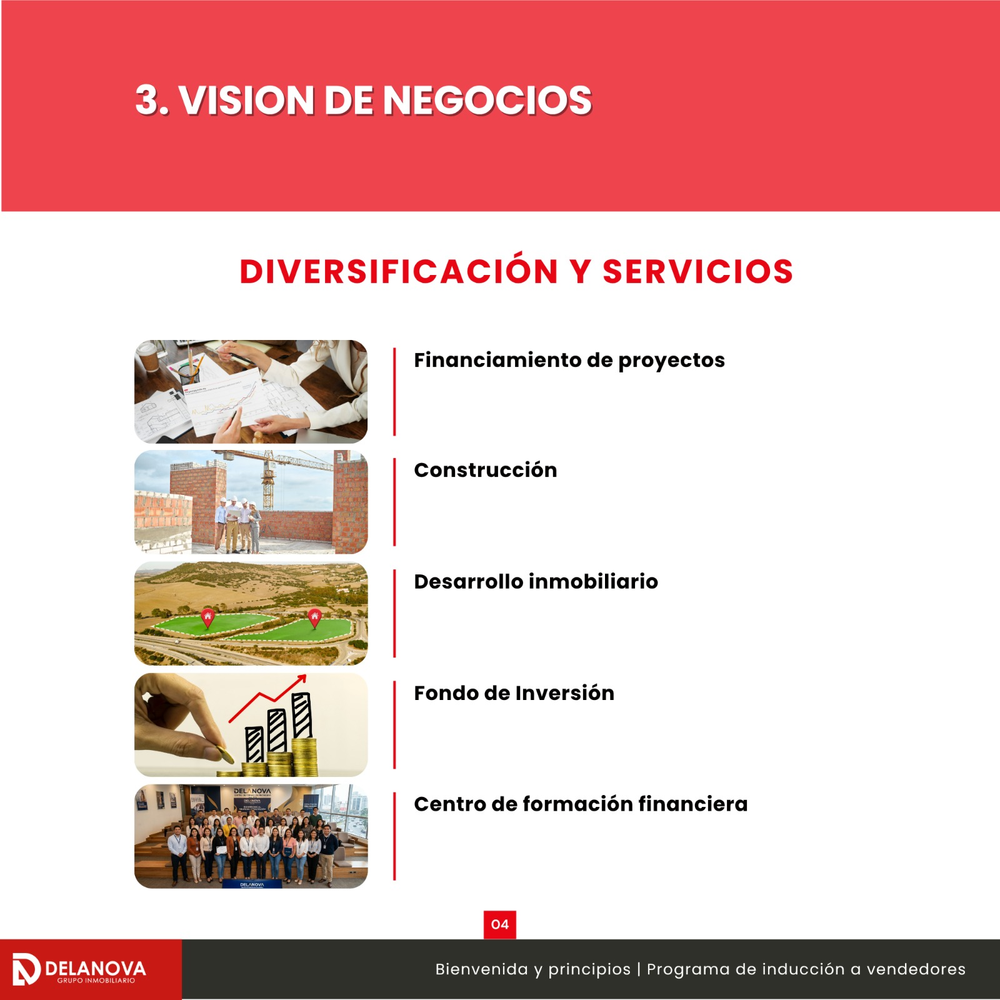 3. VISION DE NEGOCIOS
DIVERSIFICACIÓN Y SERVICIOS
Financiamiento de proyectos
Construcción
Desarrollo inmobiliario
Fondo de Inversión
DELANOVA
DELANOVA
DELANOVA
Centro de formación financiera
04
DELANOVA
GRUPO INMOBILIARIO
Bienvenida y principios | Programa de inducción a vendedores